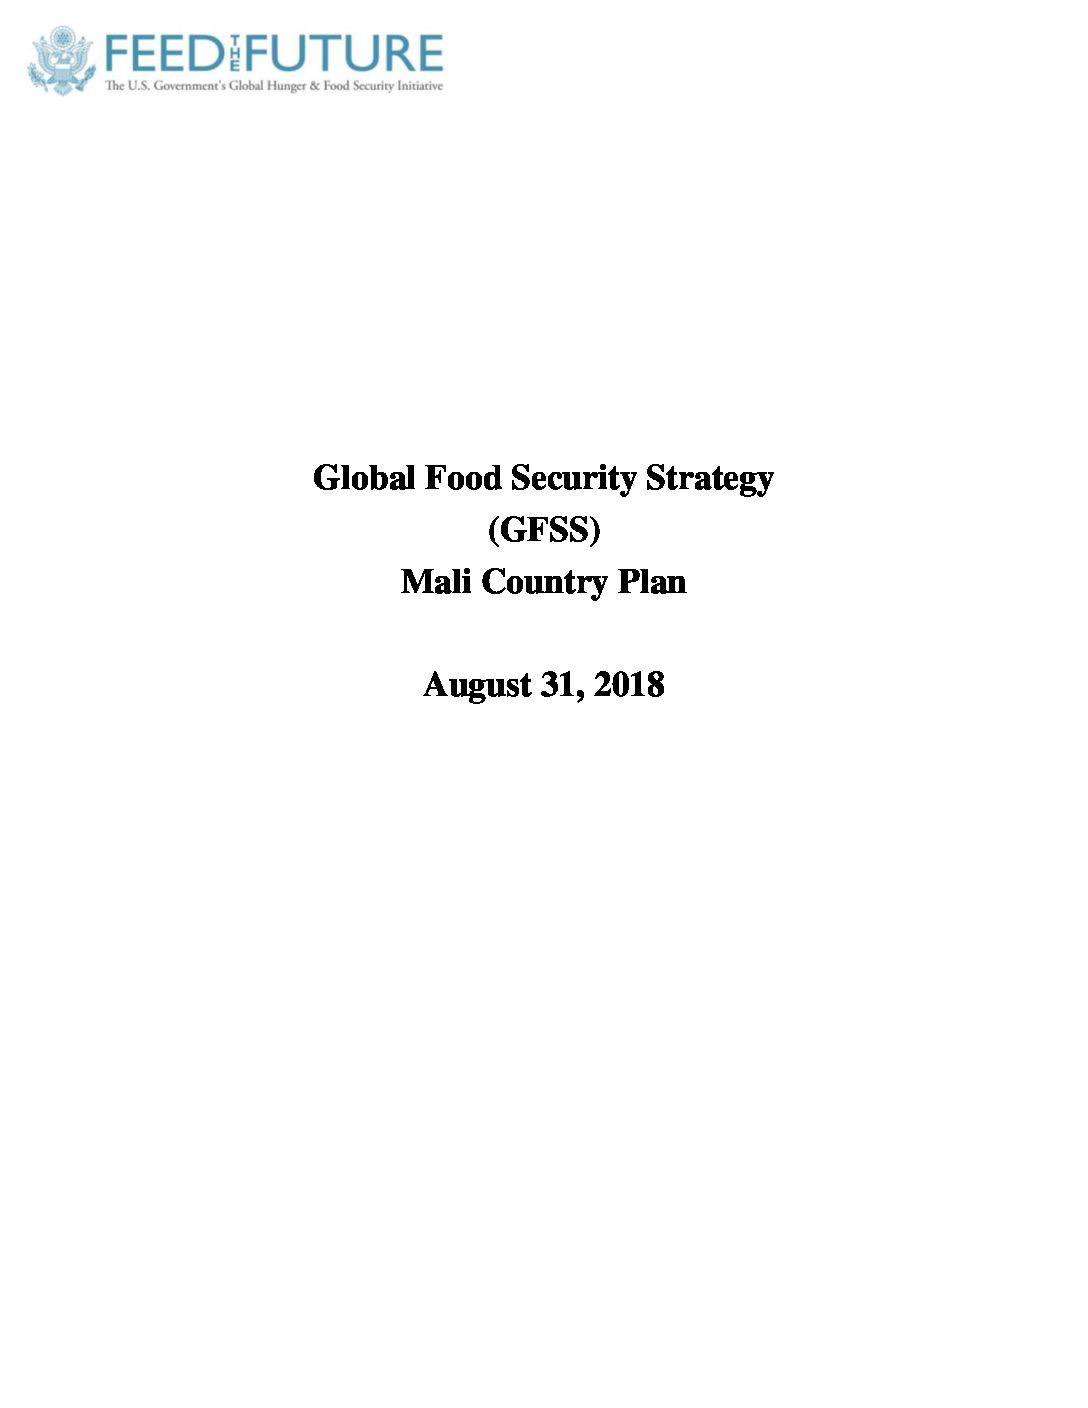 FEED THE FUTURE
The U.S. Government's Global Hunger & Food Security Initiative
Global Food Security Strategy
(GFSS)
Mali Country Plan
August 31, 2018